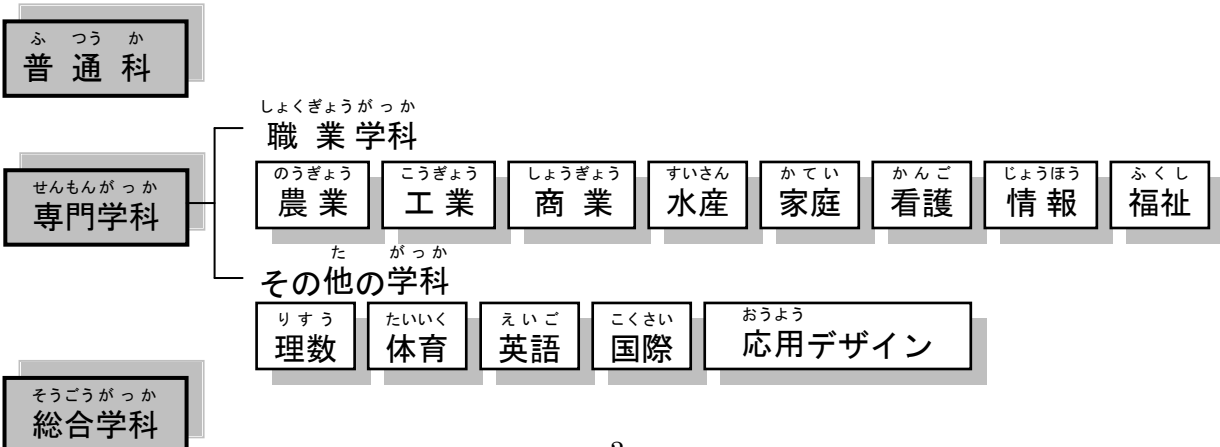 ふつうか
普通科
しょくぎょうがっか
職業学科
のうぎょう こうぎょう しょうぎょう すいさん かてい かんご じょうほう ふくし
農業 工業 商業 水産 家庭 看護 情報 福祉
せんもんがっか
専門学科
た がっか
その他の学科
りすう たいいく えいご こくさい おうよう
理数 体育 英語 国際 応用デザイン
そうごうがっか
総合学科